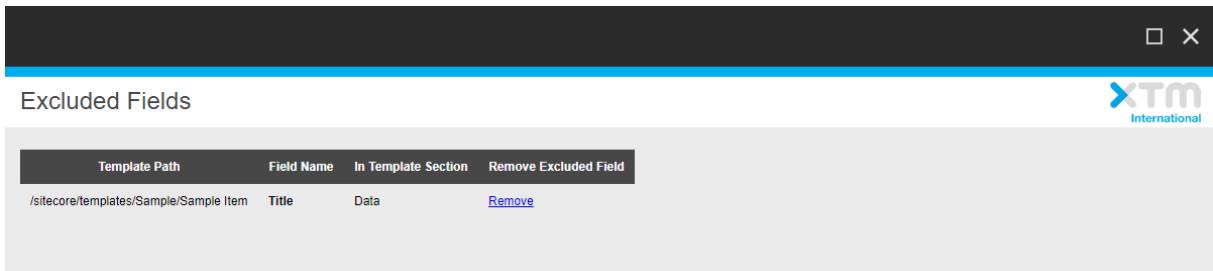 Excluded Fields
XTM
International
Template Path Field Name In Template Section Remove Excluded Field
/sitecore/templates/Sample/Sample Item Title Data Remove